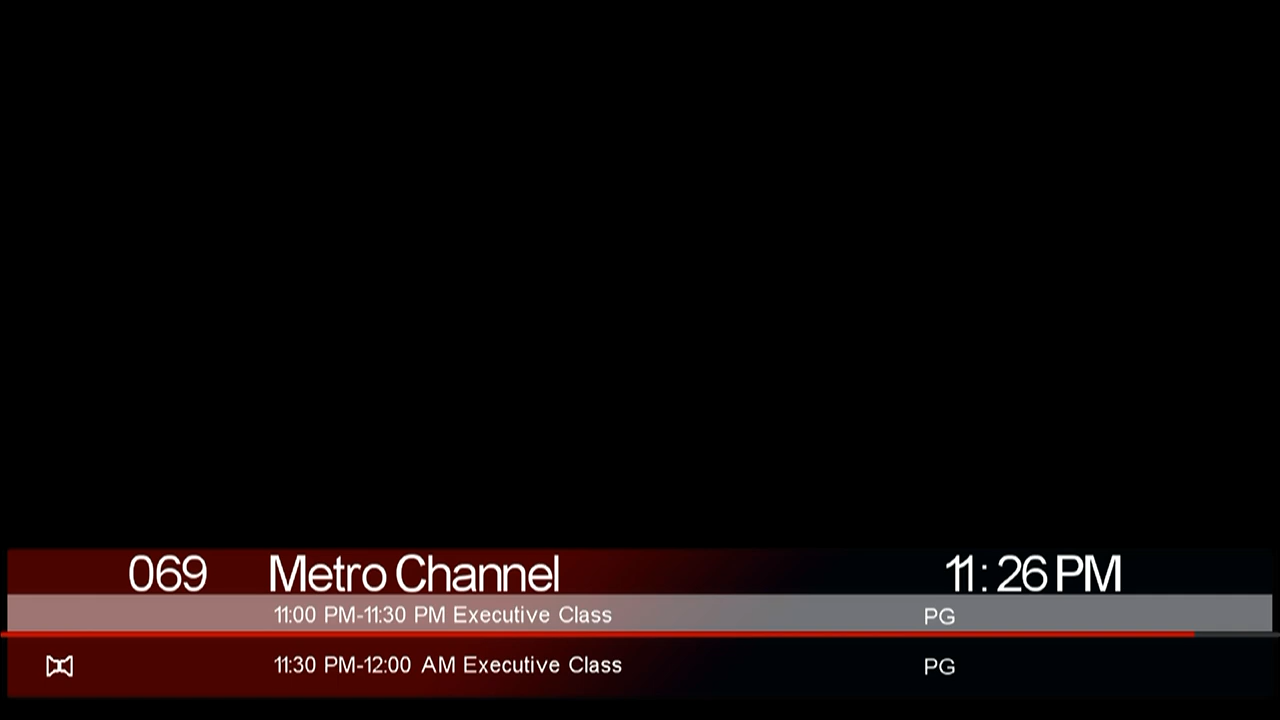 069 Metro Channel 11:26 PM
11:00 PM-11:30 PM Executive Class PG
11:30 PM-12:00 AM Executive Class PG